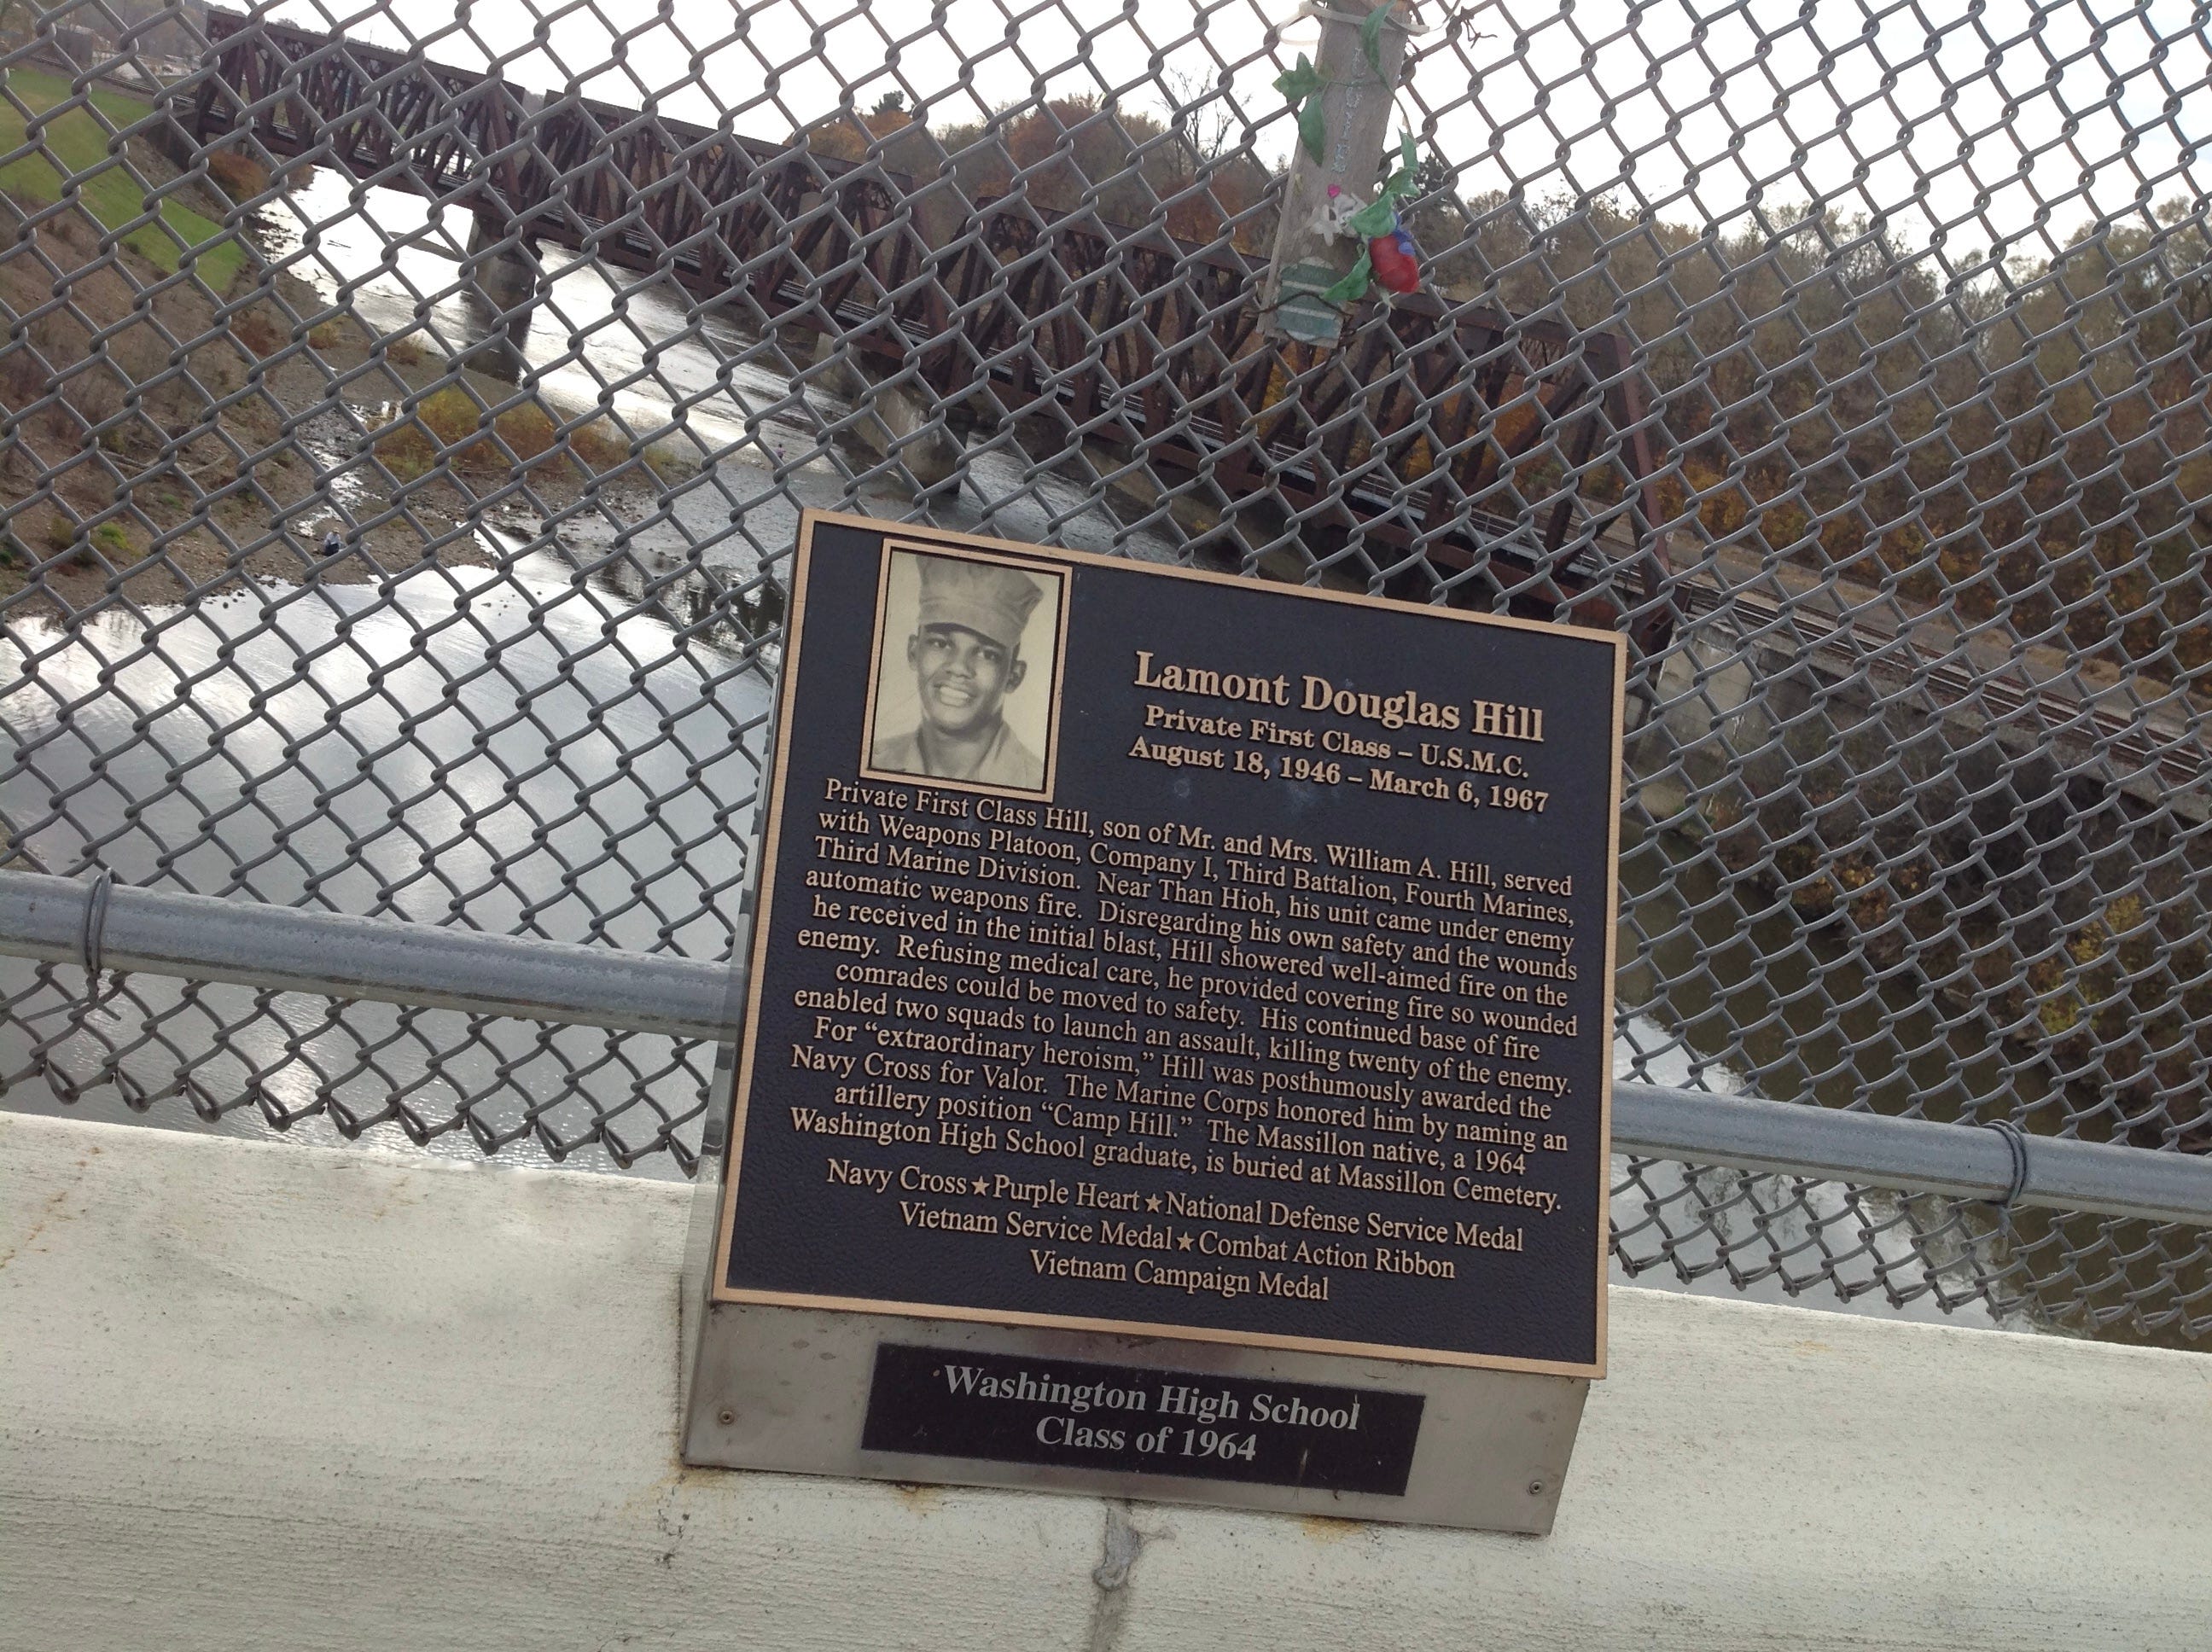 Lamont Douglas Hill
Private First Class – U.S.M.C.
August 18, 1946 – March 6, 1967
Private First Class Hill, son of Mr. and Mrs. William A. Hill, served
with Weapons Platoon, Company I, Third Battalion, Fourth Marines,
Third Marine Division. Near Than Hioh, his unit came under enemy
automatic weapons fire. Disregarding his own safety and the wounds
he received in the initial blast, Hill showered well-aimed fire on the
enemy. Refusing medical care, he provided covering fire so wounded
comrades could be moved to safety. His continued base of fire
enabled two squads to launch an assault, killing twenty of the enemy.
For “extraordinary heroism,” Hill was posthumously awarded the
Navy Cross for Valor. The Marine Corps honored him by naming an
artillery position “Camp Hill.” The Massillon native, a 1964
Washington High School graduate, is buried at Massillon Cemetery.
Navy Cross★Purple Heart★National Defense Service Medal
Vietnam Service Medal★Combat Action Ribbon
Vietnam Campaign Medal
Washington High School
Class of 1964